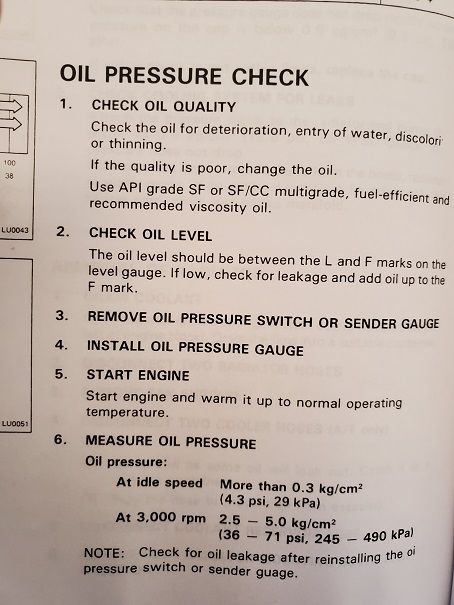 OIL PRESSURE CHECK
1. CHECK OIL QUALITY
Check the oil for deterioration, entry of water, discolori
or thinning.
If the quality is poor, change the oil.
Use API grade SF or SF/CC multigrade, fuel-efficient and
recommended viscosity oil.
2. CHECK OIL LEVEL
The oil level should be between the L and F marks on the
level gauge. If low, check for leakage and add oil up to the
F mark.
3. REMOVE OIL PRESSURE SWITCH OR SENDER GAUGE
4. INSTALL OIL PRESSURE GAUGE
5. START ENGINE
Start engine and warm it up to normal operating
temperature.
6. MEASURE OIL PRESSURE
Oil pressure:
At idle speed More than 0.3 kg/cm²
(4.3 psi, 29 kPa)
At 3,000 rpm 2.5 – 5.0 kg/cm²
(36 – 71 psi, 245 – 490 kPa)
NOTE: Check for oil leakage after reinstalling the oi
pressure switch or sender guage.
100
38
LU0043
LU0051